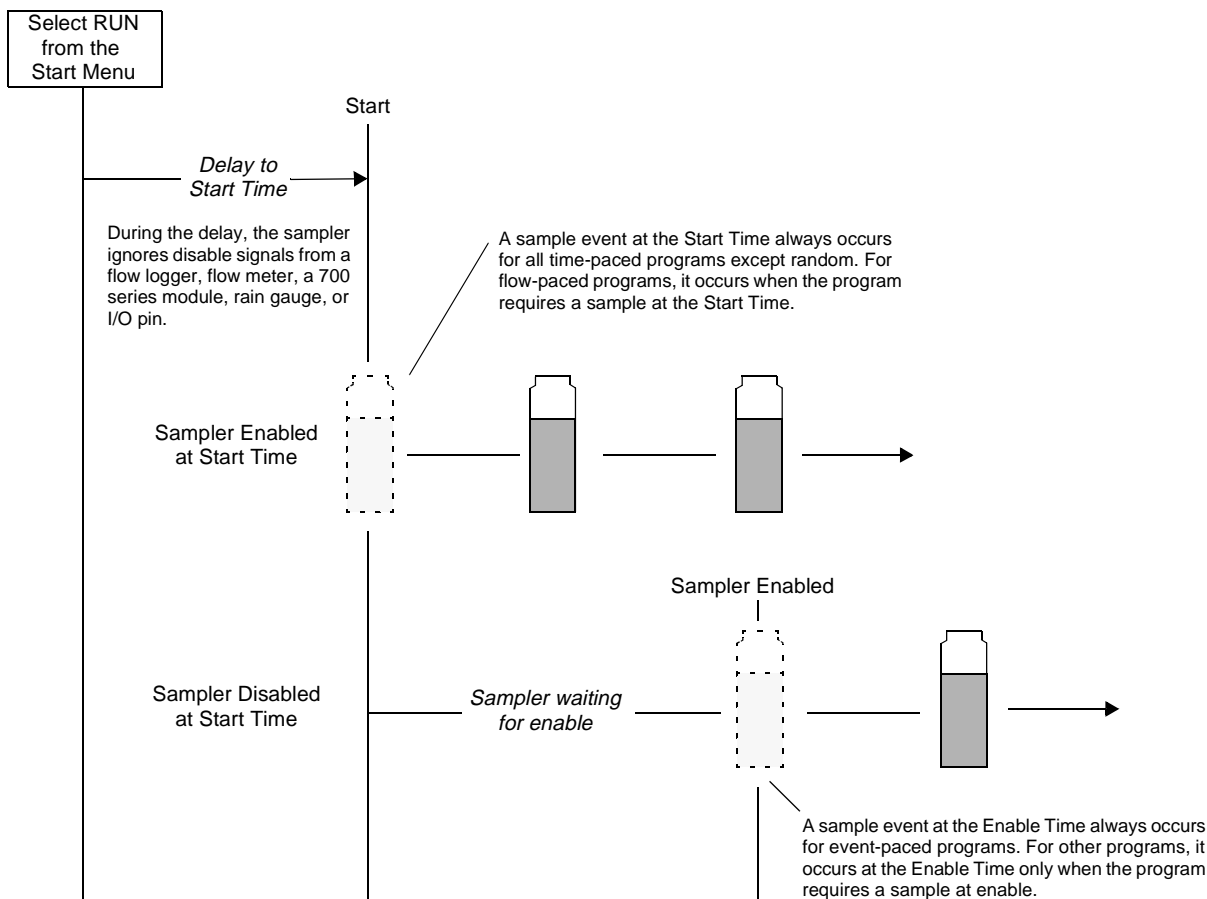 Select RUN
from the
Start Menu
Start
Delay to
Start Time
During the delay, the sampler
ignores disable signals from a
flow logger, flow meter, a 700
series module, rain gauge, or
I/O pin.
A sample event at the Start Time always occurs
for all time-paced programs except random. For
flow-paced programs, it occurs when the program
requires a sample at the Start Time.
Sampler Enabled
at Start Time
Sampler Enabled
Sampler Disabled
at Start Time
Sampler waiting
for enable
A sample event at the Enable Time always occurs
for event-paced programs. For other programs, it
occurs at the Enable Time only when the program
requires a sample at enable.